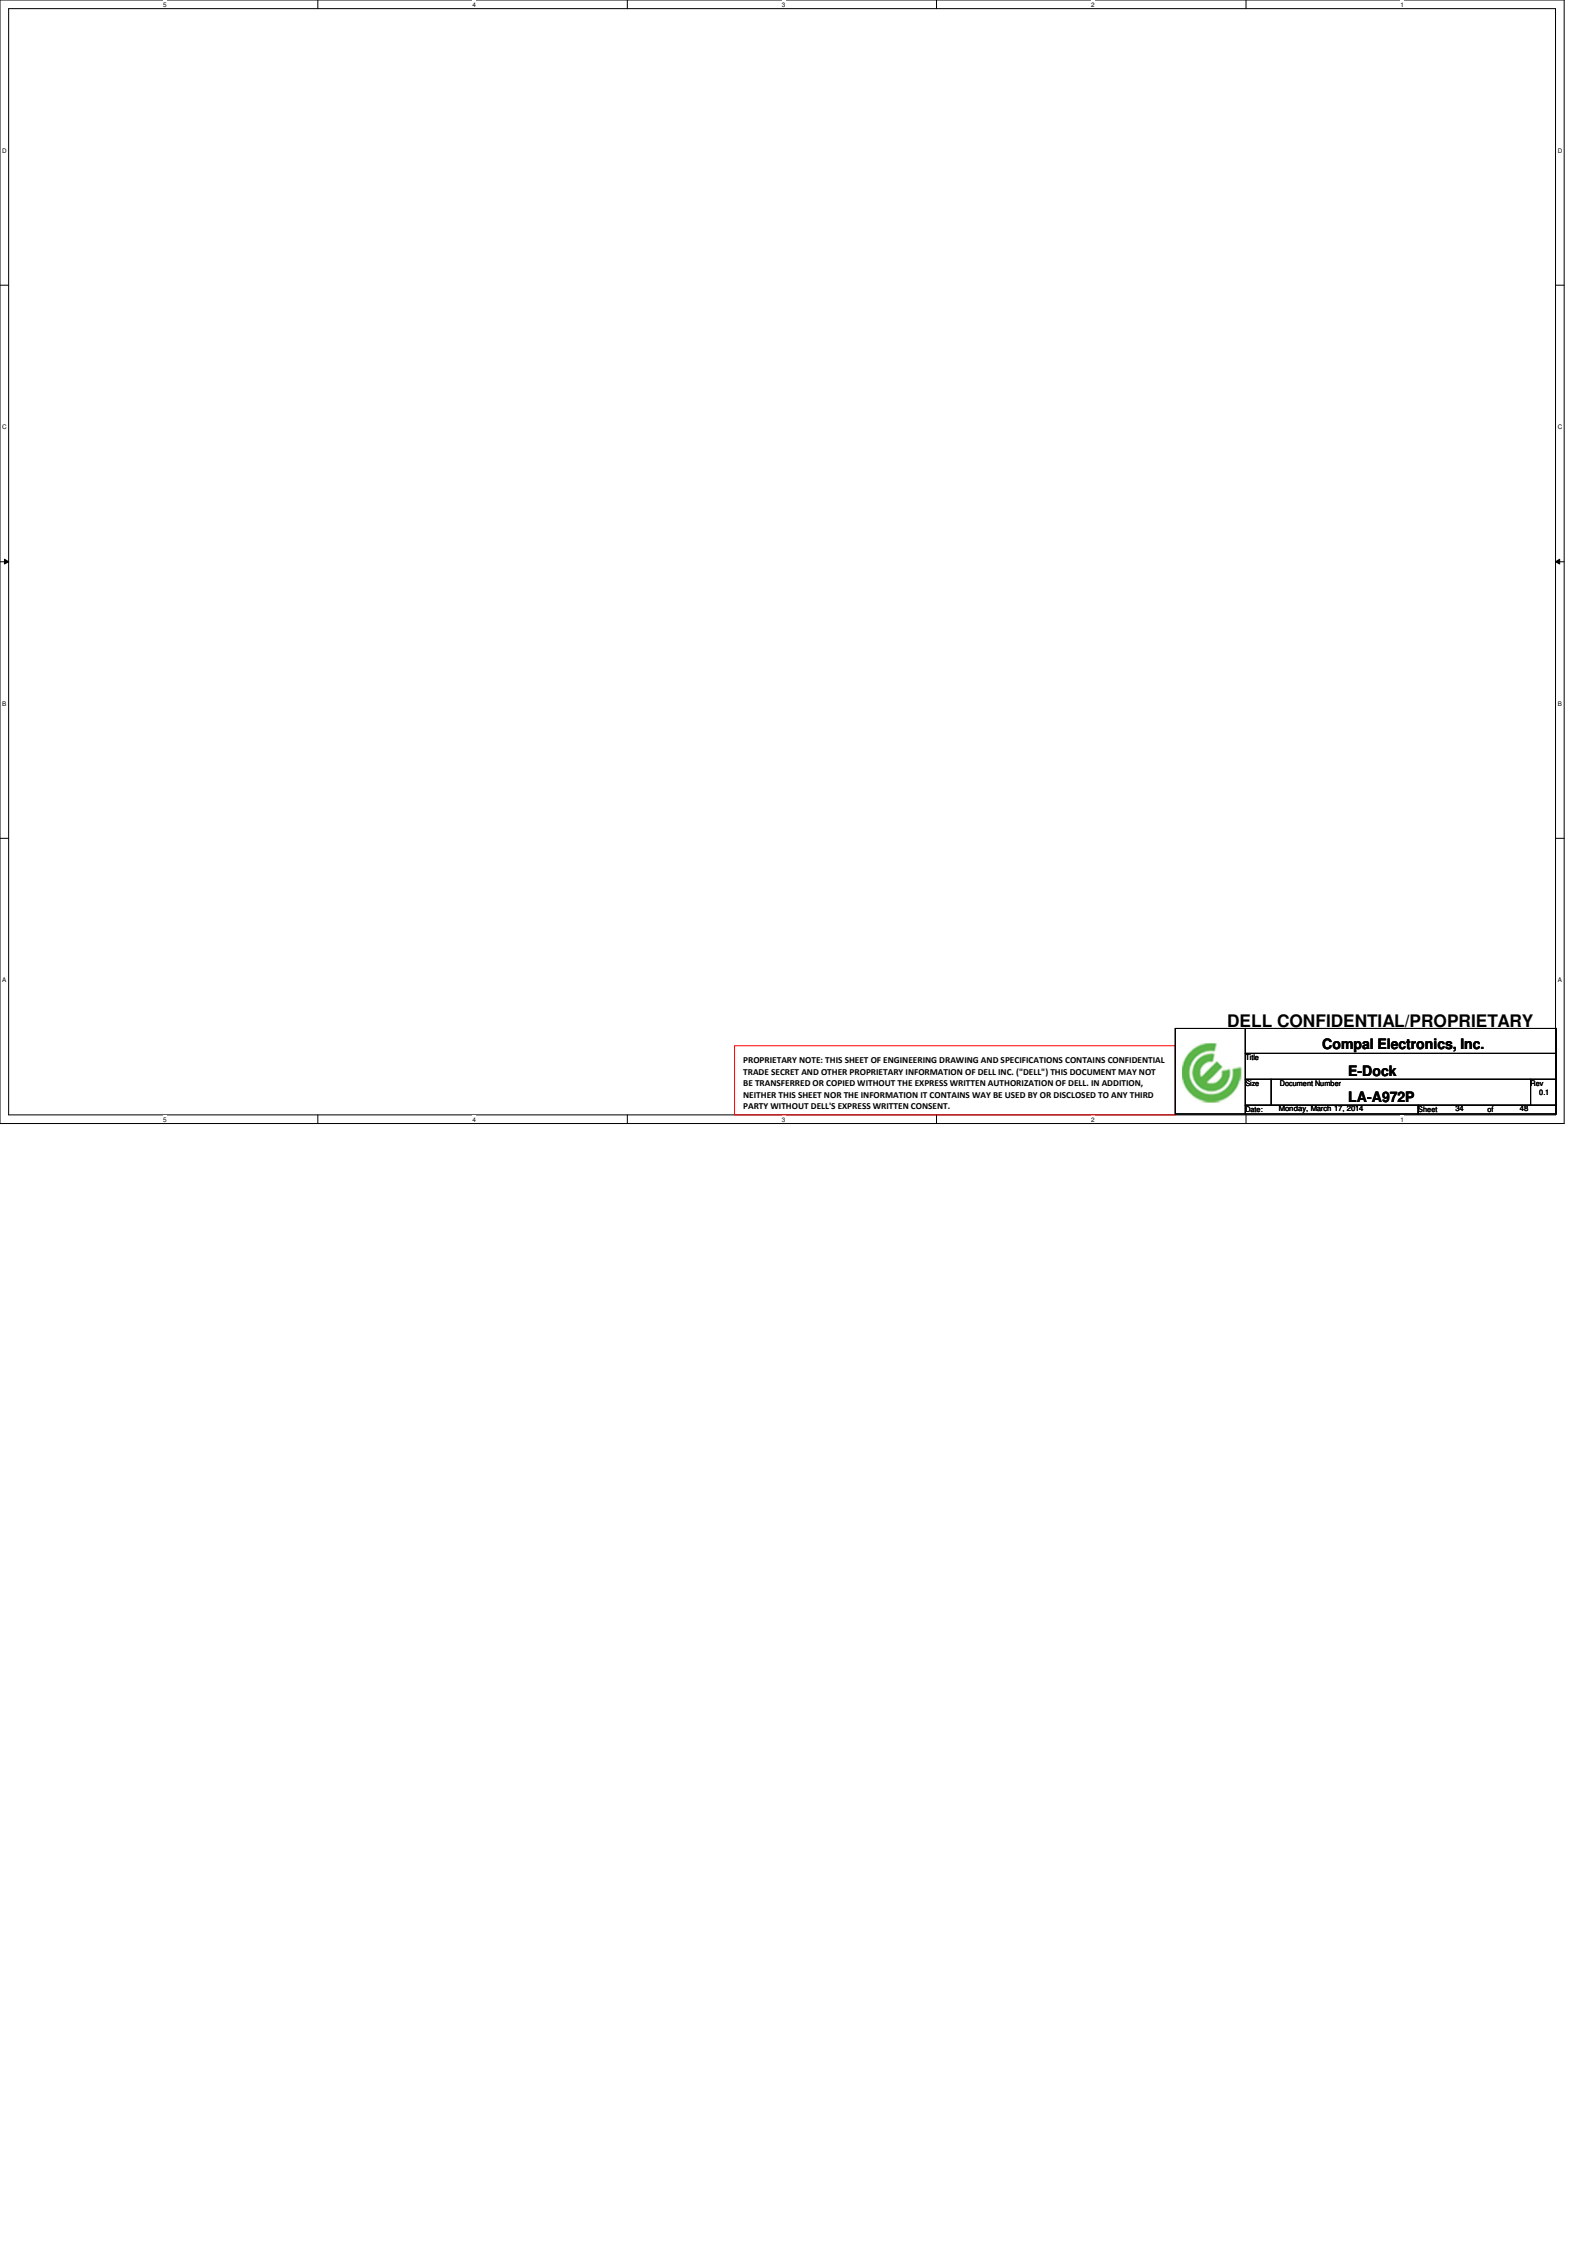 5 4 3 2 1
D D
C C
B B
A A
DELL CONFIDENTIAL/PROPRIETARY
Compal Electronics, Inc.
PROPRIETARY NOTE: THIS SHEET OF ENGINEERING DRAWING AND SPECIFICATIONS CONTAINS CONFIDENTIAL
TRADE SECRET AND OTHER PROPRIETARY INFORMATION OF DELL INC. ("DELL") THIS DOCUMENT MAY NOT
BE TRANSFERRED OR COPIED WITHOUT THE EXPRESS WRITTEN AUTHORIZATION OF DELL. IN ADDITION,
NEITHER THIS SHEET NOR THE INFORMATION IT CONTAINS WAY BE USED BY OR DISCLOSED TO ANY THIRD
PARTY WITHOUT DELL'S EXPRESS WRITTEN CONSENT.
Title
E-Dock
Size Document Number Rev
LA-A972P 0.1
Date: Monday, March 17, 2014 Sheet 34 of 48
5 4 3 2 1